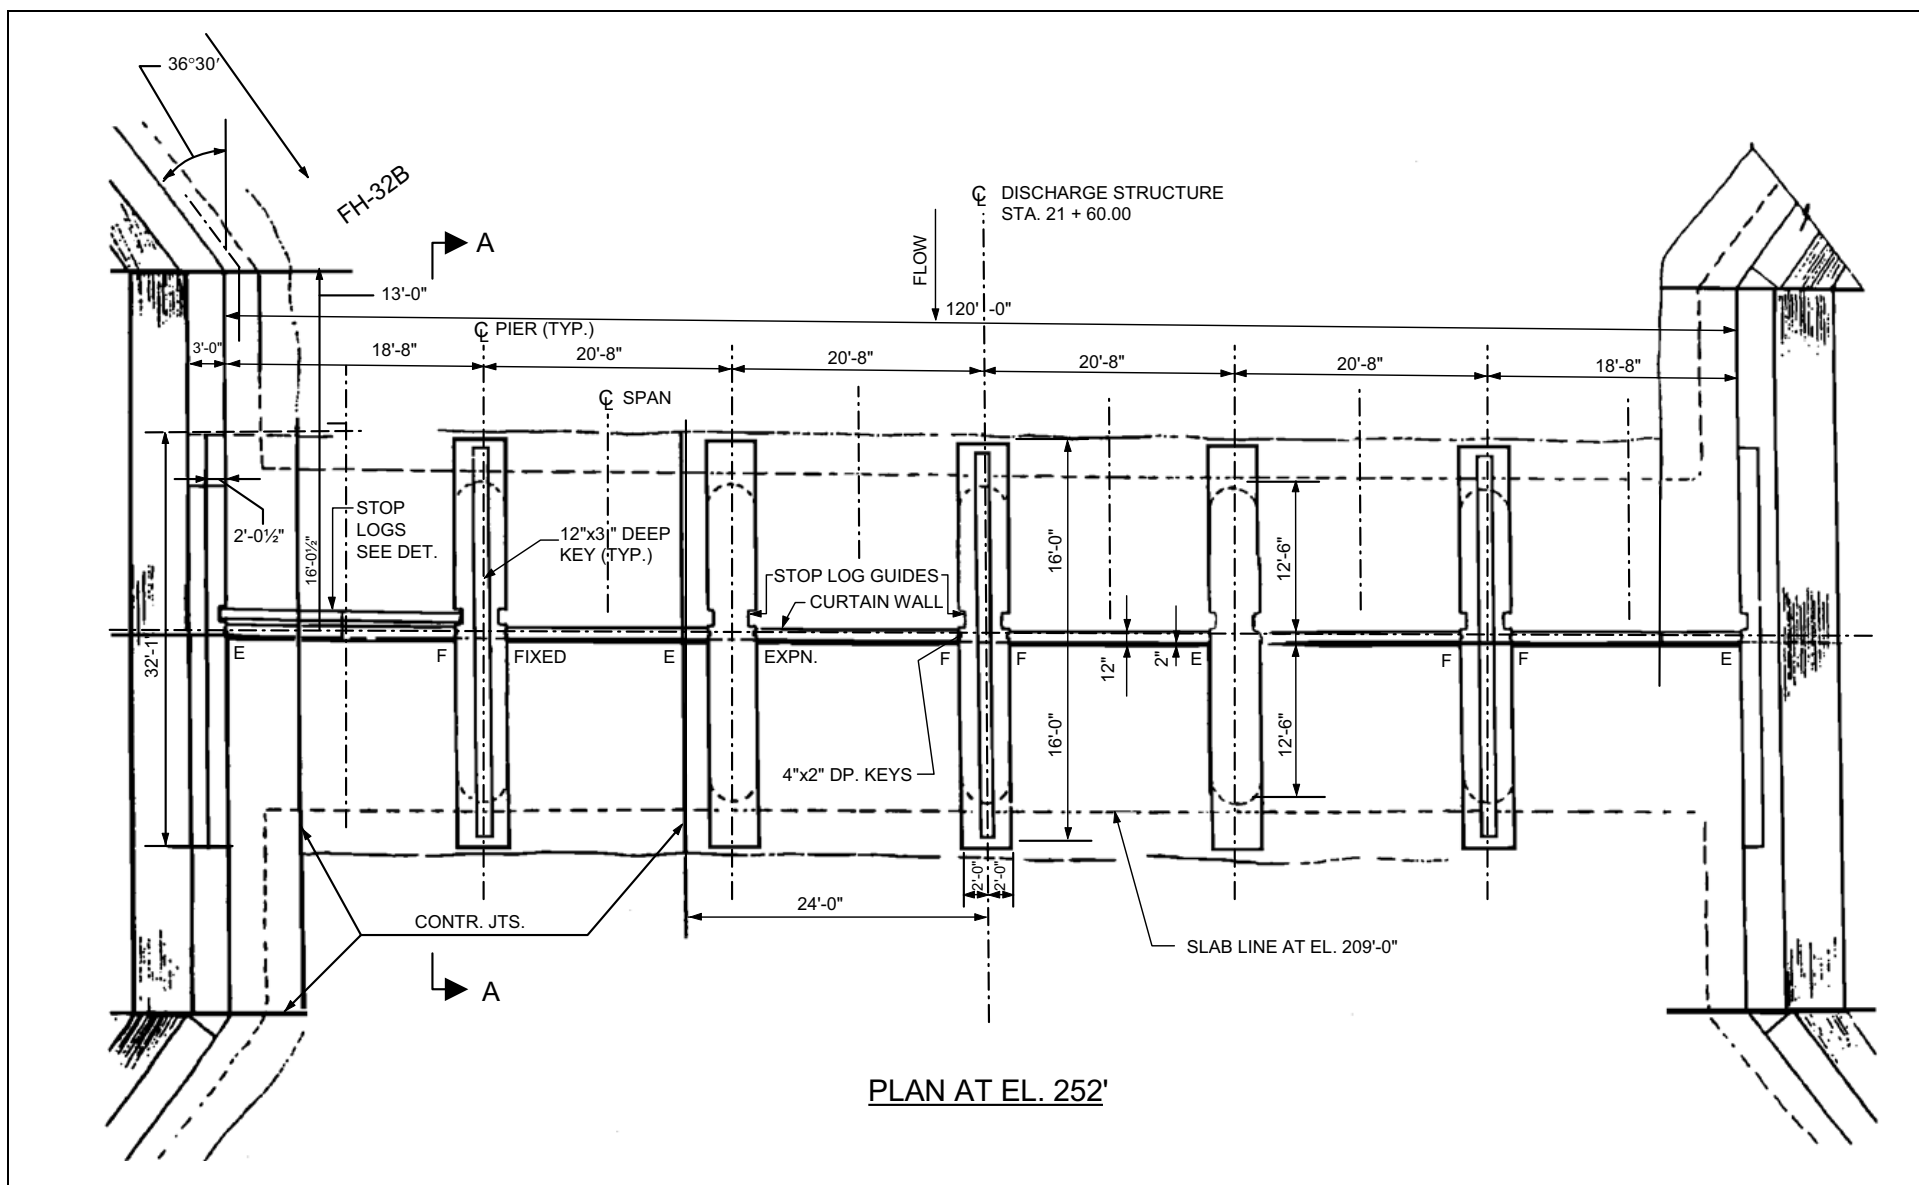 36°30'
FH-32B
A
℄ DISCHARGE STRUCTURE
STA. 21 + 60.00
FLOW
13'-0"
120' -0"
℄ PIER (TYP.)
3'-0"
18'-8"
20'-8"
20'-8"
20'-8"
20'-8"
18'-8"
℄ SPAN
2'-0½"
STOP
LOGS
SEE DET.
16'-0½"
12"x3" DEEP
KEY (TYP.)
STOP LOG GUIDES
CURTAIN WALL
16'-0"
12'-6"
32'-1"
E
F
FIXED
E
EXPN.
F
F
12"
2"
E
F
F
E
16'-0"
12'-6"
4"x2" DP. KEYS
2'-0"
2'-0"
24'-0"
CONTR. JTS.
SLAB LINE AT EL. 209'-0"
A
PLAN AT EL. 252'